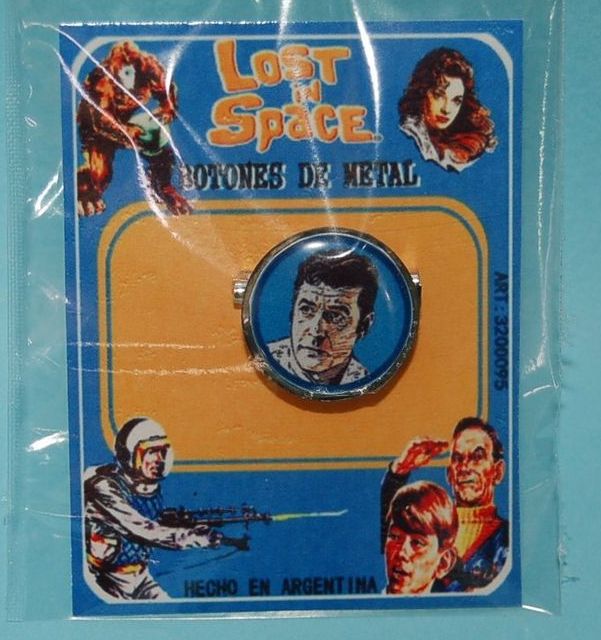 LOST
IN
SPACE
BOTONES DE METAL
ART: 3200095
HECHO EN ARGENTINA